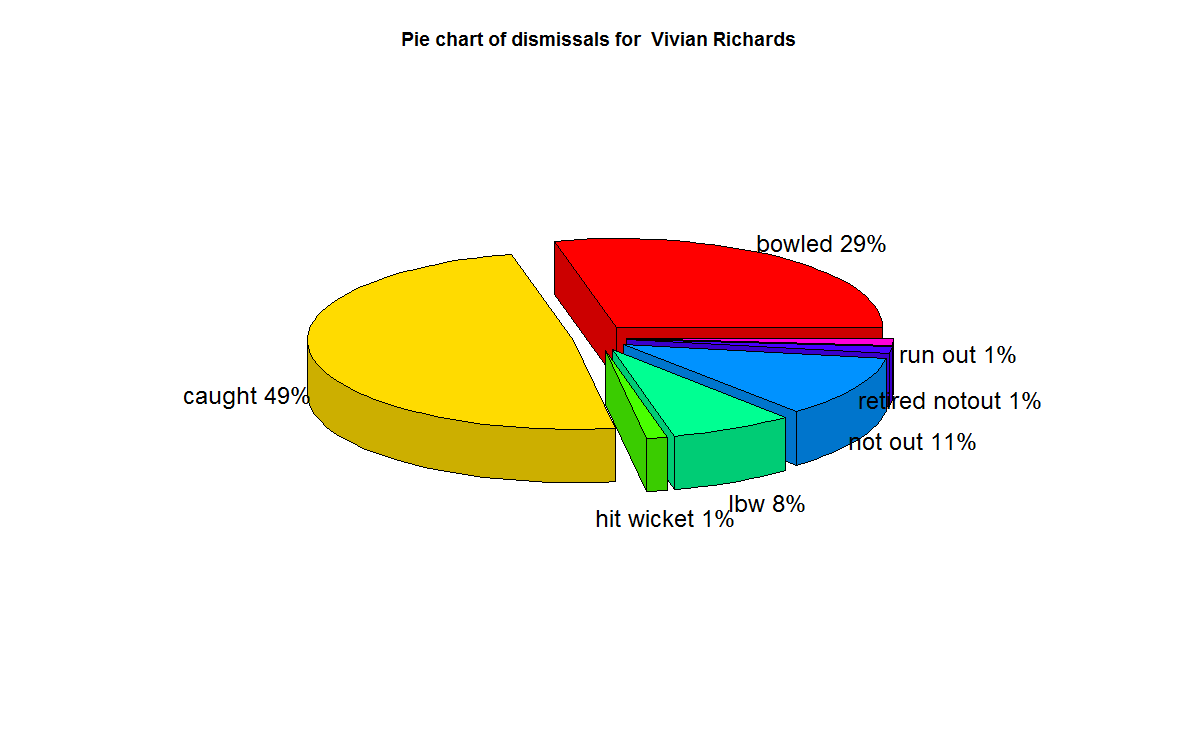 Pie chart of dismissals for  Vivian Richards
bowled 29%
run out 1%
caught 49%
retired notout 1%
not out 11%
lbw 8%
hit wicket 1%